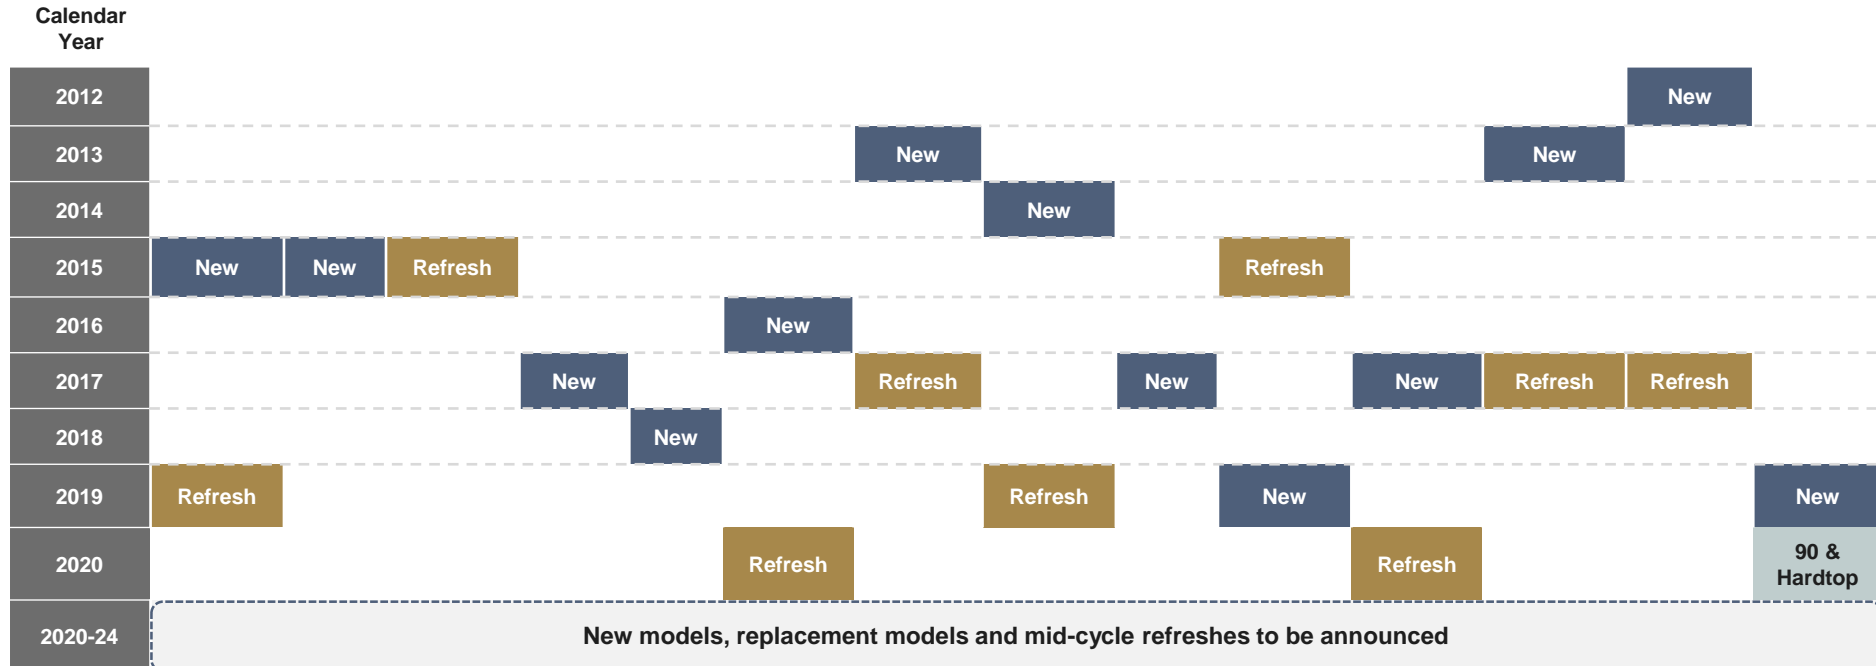 Calendar
Year
2012
New
2013
New
New
2014
New
2015
New
New
Refresh
Refresh
2016
New
2017
New
Refresh
New
New
Refresh
Refresh
2018
New
2019
Refresh
Refresh
New
New
2020
Refresh
Refresh
90 &
Hardtop
2020-24
New models, replacement models and mid-cycle refreshes to be announced